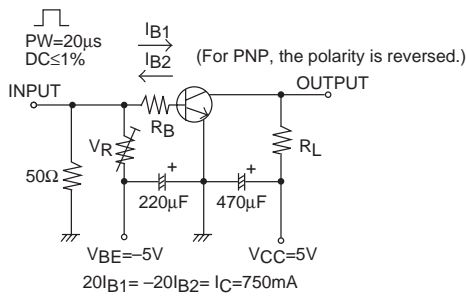 PW=20μs
DC≤1%
IB1
IB2
(For PNP, the polarity is reversed.)
INPUT
OUTPUT
RB
VR
RL
50Ω
220μF
+
470μF
+
VBE=--5V
VCC=5V
20IB1= --20IB2= IC=750mA